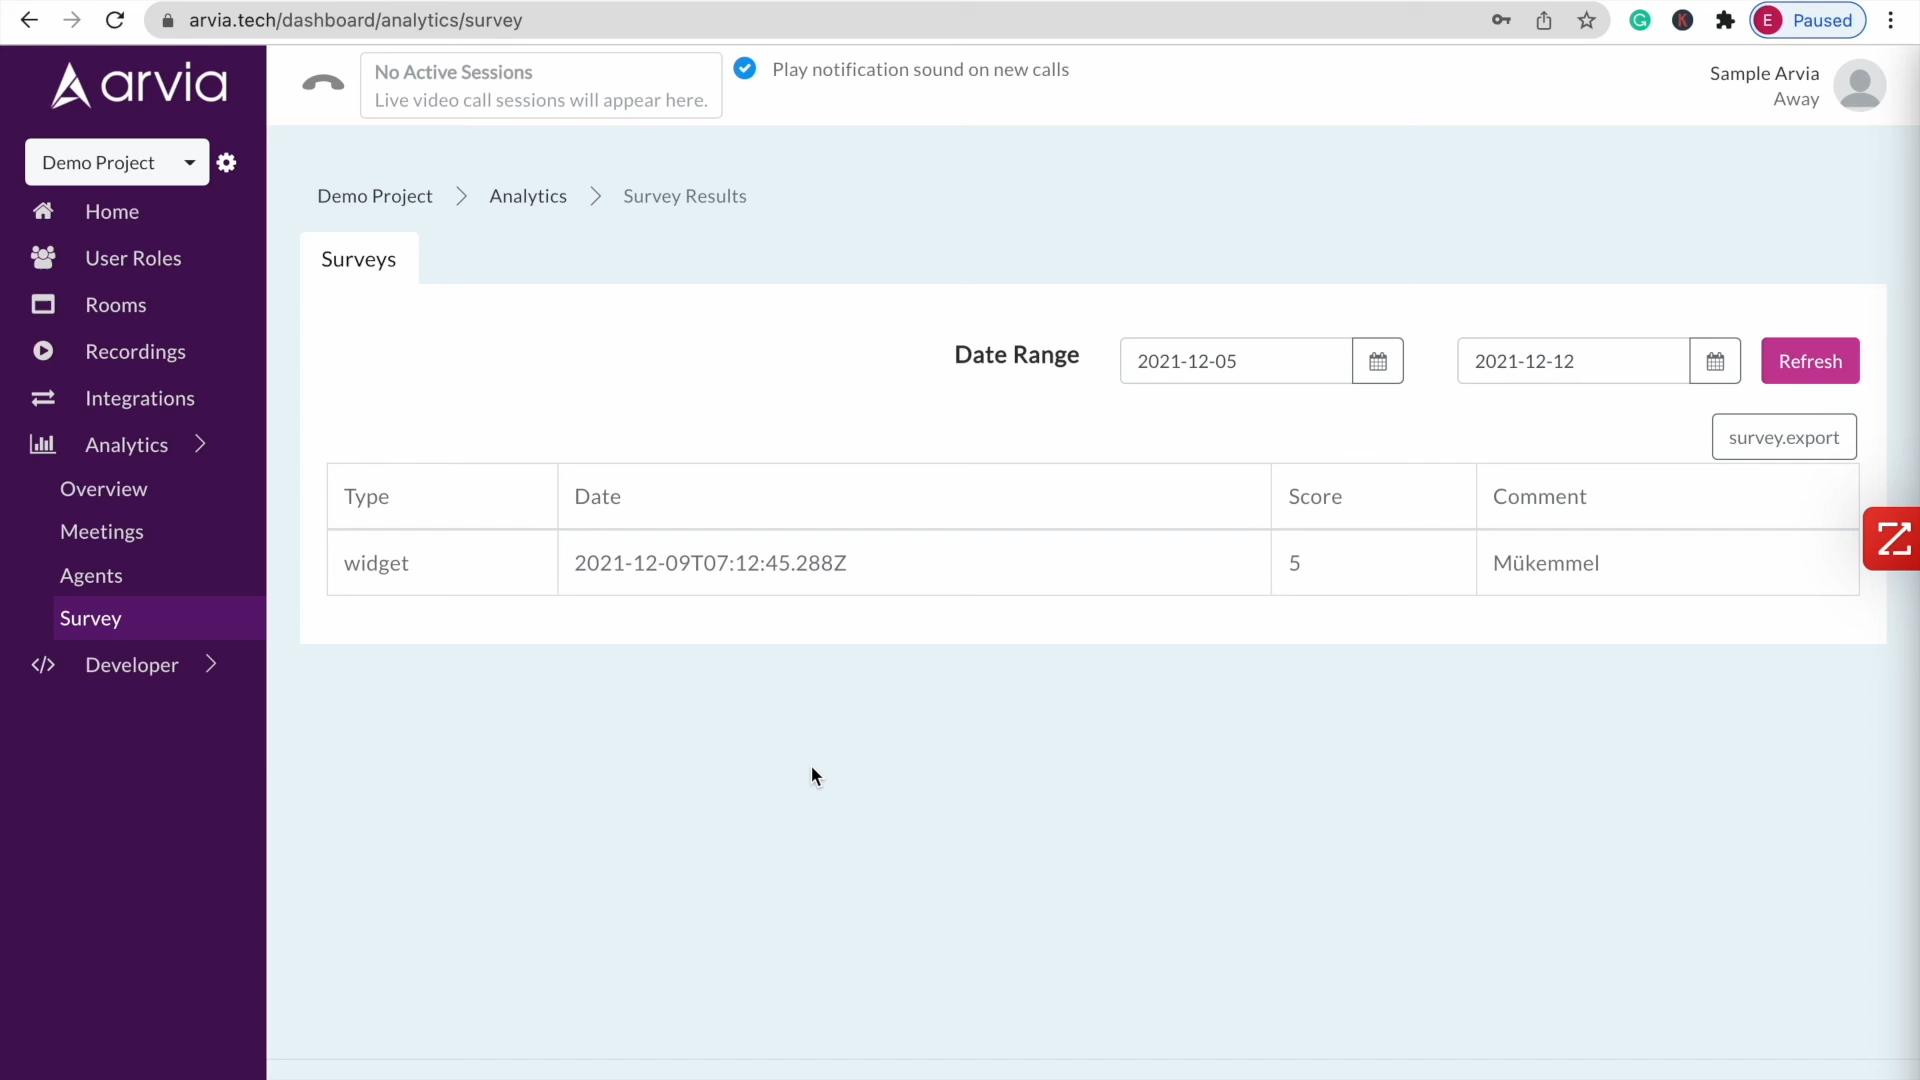 arvia.tech/dashboard/analytics/survey
E Paused
arvia
No Active Sessions
Live video call sessions will appear here.
Play notification sound on new calls
Sample Arvia
Away
Demo Project
Home
User Roles
Rooms
Recordings
Integrations
Analytics
Overview
Meetings
Agents
Survey
Developer
Demo Project > Analytics > Survey Results
Surveys
Date Range 2021-12-05 2021-12-12 Refresh
survey.export
Type Date Score Comment
widget 2021-12-09T07:12:45.288Z 5 Mükemmel